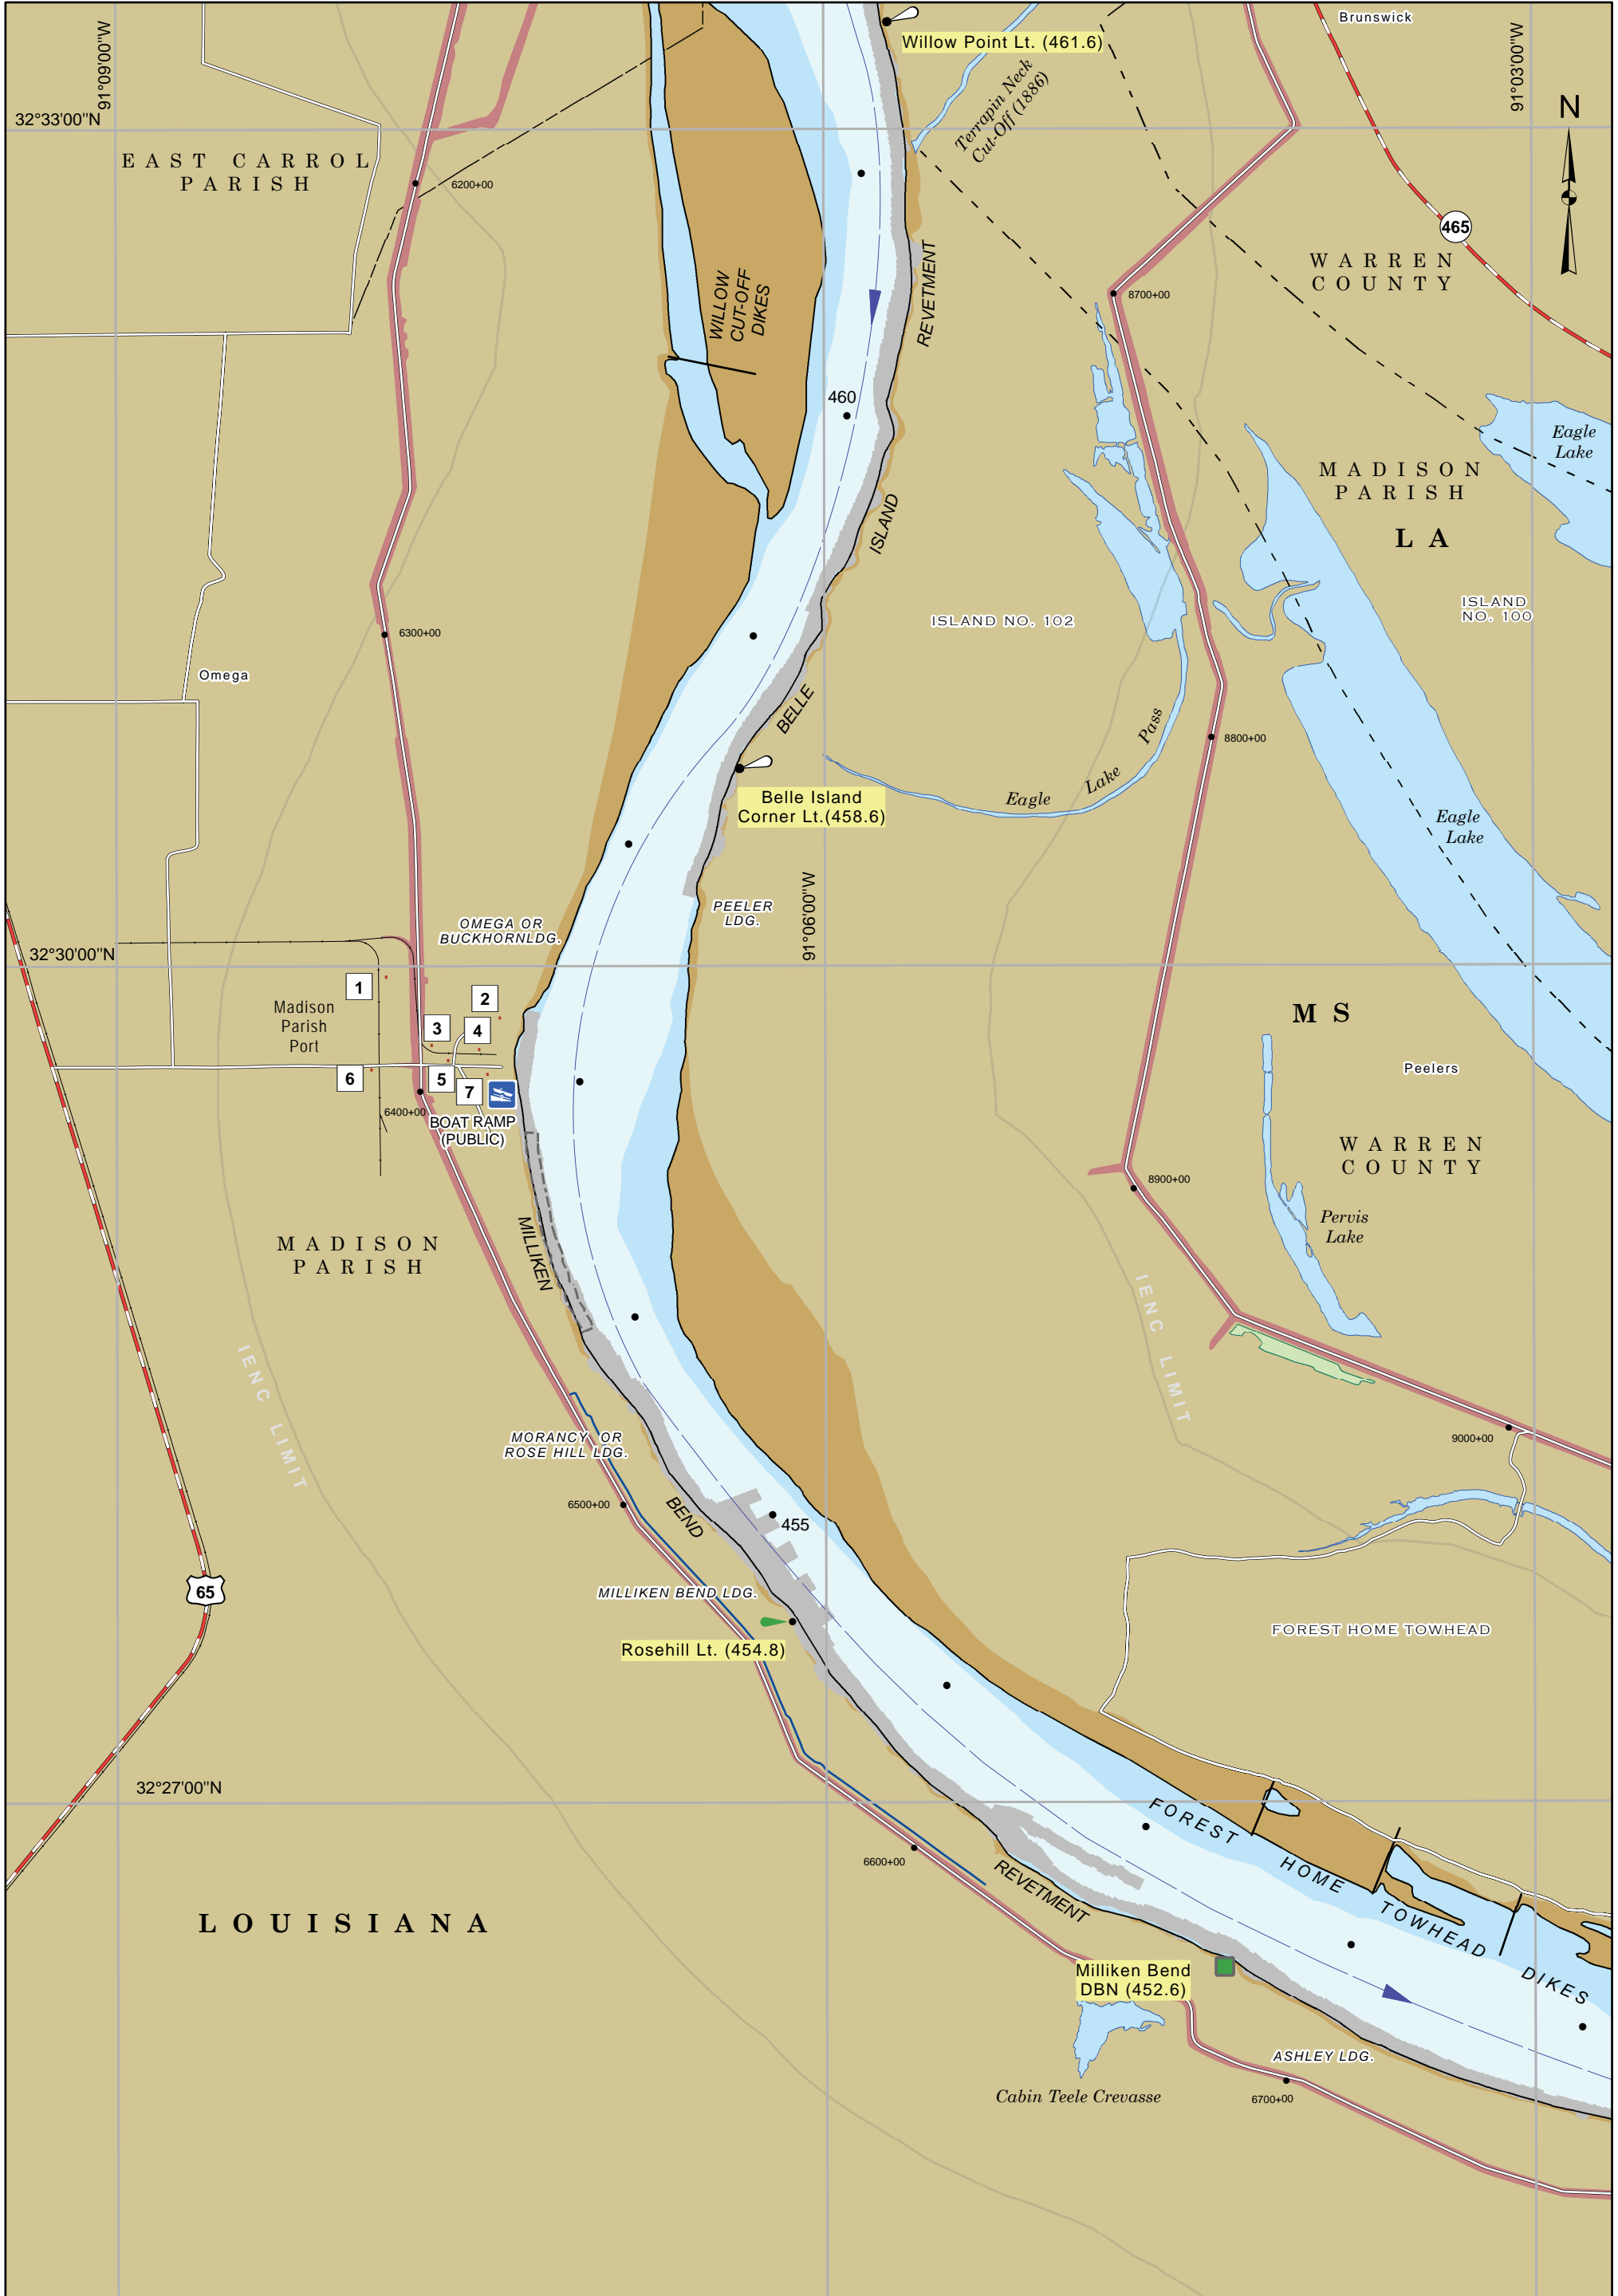 Brunswick
91°09'00"W
91°03'00"W
Willow Point Lt. (461.6)
Terrapin Neck
Cut-Off (1886)
N
32°33'00"N
EAST CARROL
PARISH
6200+00
465
WARREN
COUNTY
REVETMENT
WILLOW
CUT-OFF
DIKES
8700+00
460
Eagle
Lake
MADISON
PARISH
LA
ISLAND
ISLAND
NO. 100
ISLAND NO. 102
6300+00
Omega
BELLE
Pass
8800+00
Lake
Eagle
Belle Island
Corner Lt.(458.6)
Eagle
Lake
91°06'00"W
PEELER
LDG.
OMEGA OR
BUCKHORNLDG.
32°30'00"N
1
2
Madison
Parish
Port
3
4
MS
6
5
7
Peelers
6400+00
BOAT RAMP
(PUBLIC)
WARREN
COUNTY
8900+00
MILLIKEN
Pervis
Lake
MADISON
PARISH
IENC LIMIT
IENC LIMIT
MORANCY OR
ROSE HILL LDG.
9000+00
6500+00
BEND
455
65
MILLIKEN BEND LDG.
FOREST HOME TOWHEAD
Rosehill Lt. (454.8)
32°27'00"N
FOREST
HOME
TOWHEAD
DIKES
6600+00
REVETMENT
LOUISIANA
Milliken Bend
DBN (452.6)
ASHLEY LDG.
6700+00
Cabin Teele Crevasse